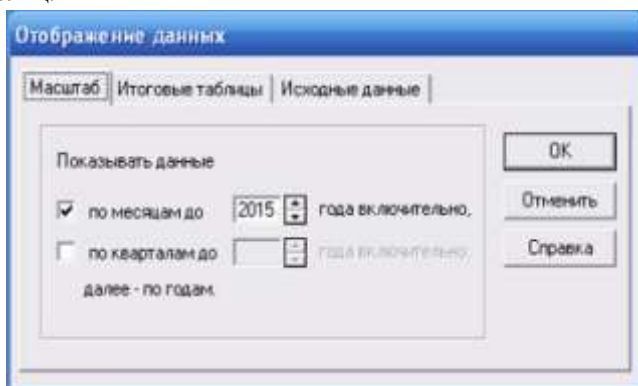 Отображение данных
Масштаб Итоговые таблицы Исходные данные
Показывать данные
OK
по месяцам до 2015 года включительно,
Отменить
по кварталам до года включительно,
Справка
далее - по годам.